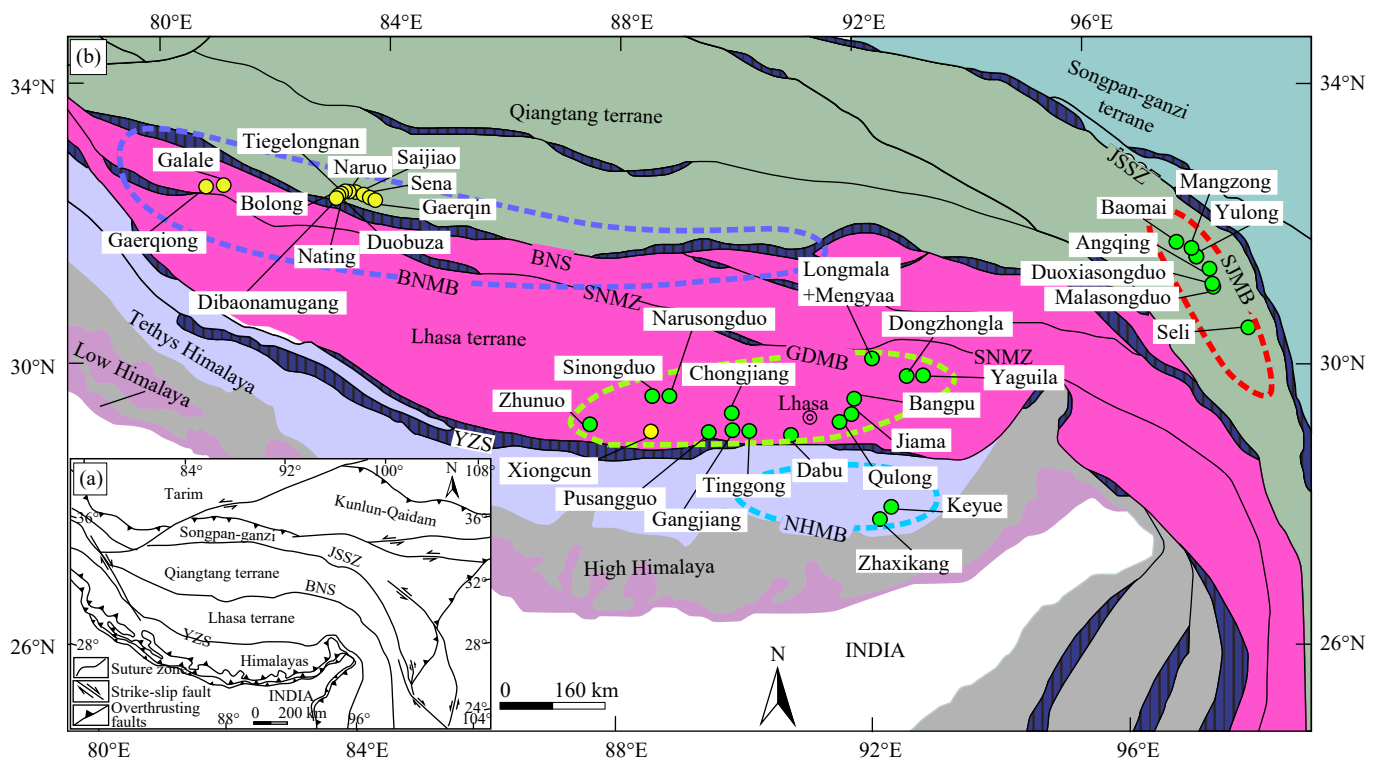 80°E
84°E
88°E
92°E
96°E
(b)
34°N
34°N
Songpan-ganzi
terrane
Qiangtang terrane
Tiegelongnan
Saijiao
Galale
Naruo
Sena
Bolong
Gaerqin
Gaerqiong
Duobuza
Nating
Dibaonamugang
JSSZ
Mangzong
Baomai
Yulong
Angqing
Duoxiasongduo
Malasongduo
SJMB
Seli
BNS
BNMB
SNMZ
Longmala
+Mengyaa
Narusongduo
Dongzhongla
Lhasa terrane
GDMB
SNMZ
30°N
30°N
Tethys Himalaya
Low Himalaya
Sinongduo
Chongjiang
Yaguila
Zhunuo
Lhasa
Bangpu
YZS
Jiama
Xiongcun
Dabu
Qulong
Pusangguo
Tinggong
Gangjiang
Keyue
NHMB
Zhaxikang
High Himalaya
26°N
26°N
INDIA
N
0 160 km
(a)
84°
92°
100°
N
108°
Tarim
Kunlun-Qaidam
36°
36°
Songpan-ganzi
JSSZ
Qiangtang terrane
BNS
32°
Lhasa terrane
YZS
28°
28°
Himalayas
Suture zone
Strike-slip fault
INDIA
Overthrusting
faults
88°
0 200 km
96°
24°
104°
80°E
84°E
88°E
92°E
96°E